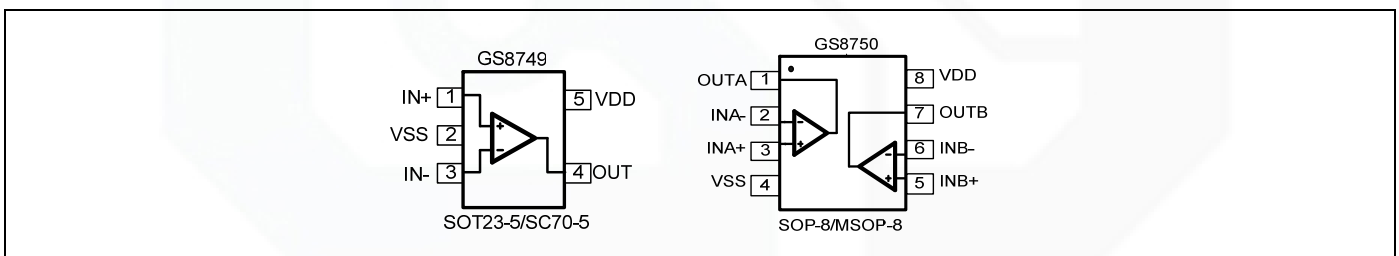 GS8749
IN+ 1
5 VDD
VSS 2
IN- 3
4 OUT
+
-
SOT23-5/SC70-5
GS8750
OUTA 1
8 VDD
INA- 2
7 OUTB
INA+ 3
6 INB-
VSS 4
5 INB+
-
+
-
+
SOP-8/MSOP-8